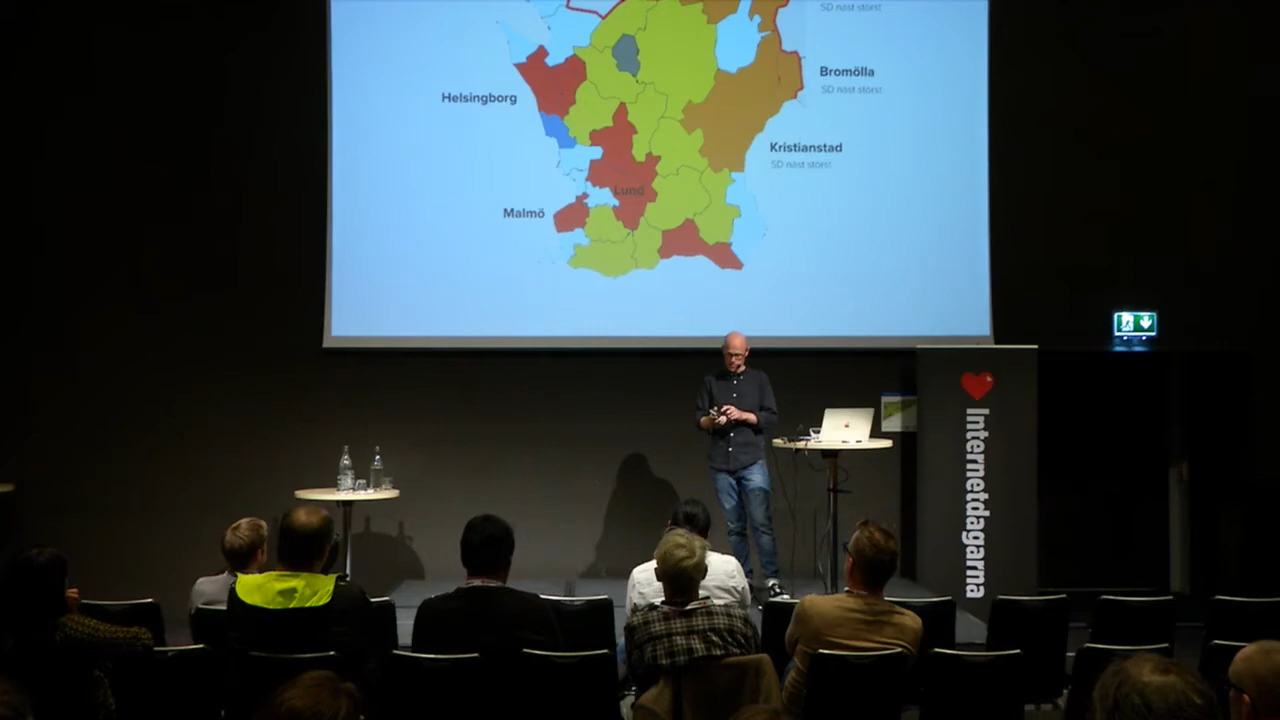 SD näst störst
Bromölla
SD näst störst
Helsingborg
Kristianstad
SD näst störst
Lund
Malmö
Internetdagarna